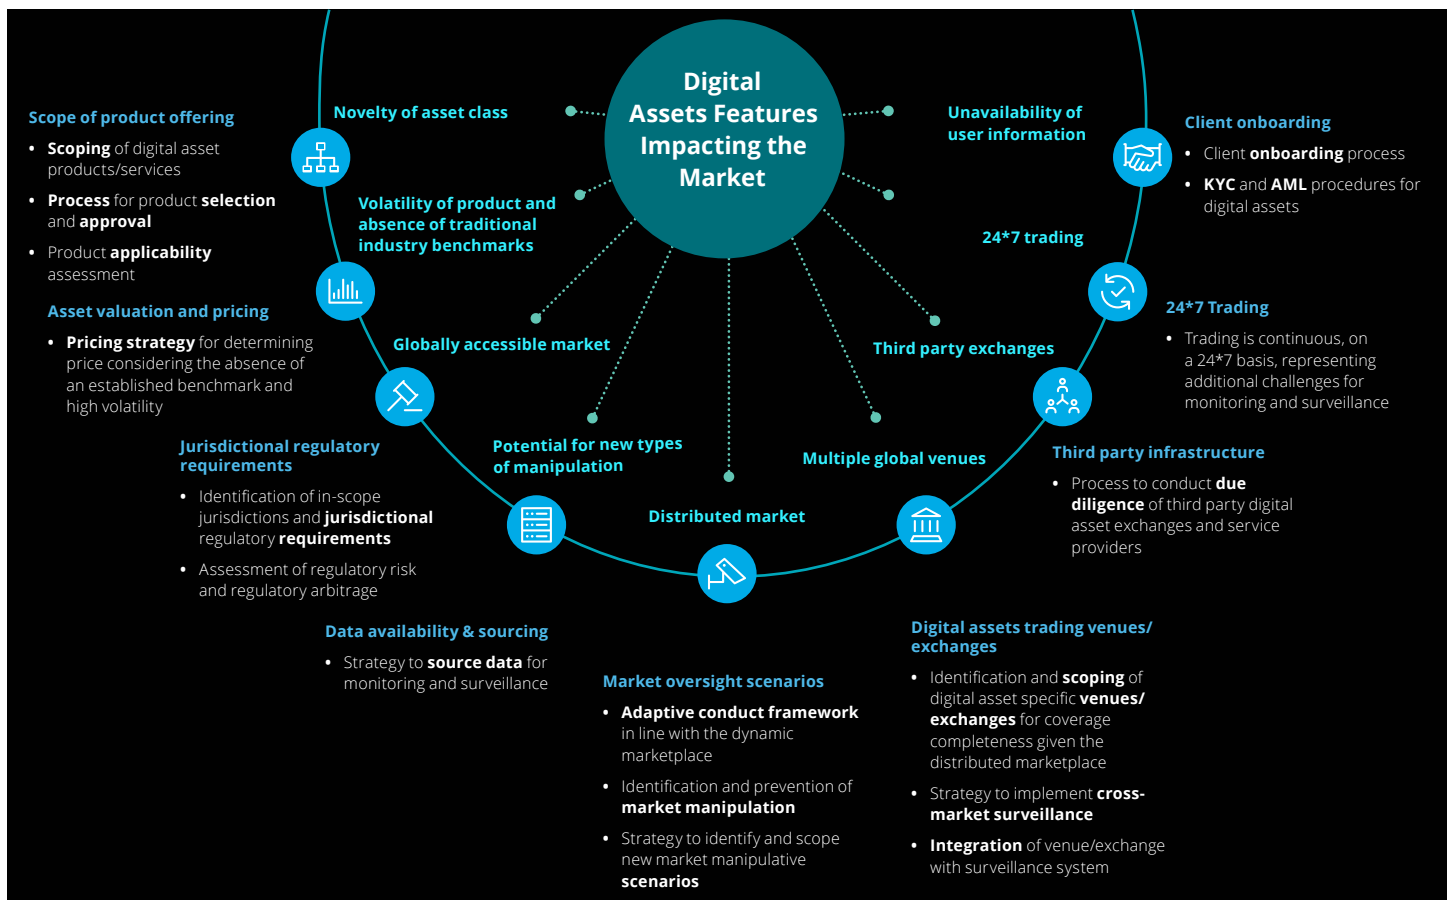 Digital
Assets Features
Impacting the
Market
Novelty of asset class
Volatility of product and
absence of traditional
industry benchmarks
Globally accessible market
Potential for new types
of manipulation
Distributed market
Multiple global venues
Third party exchanges
24*7 trading
Unavailability of
user information
Scope of product offering
• Scoping of digital asset
products/services
• Process for product selection
and approval
• Product applicability
assessment
Asset valuation and pricing
• Pricing strategy for determining
price considering the absence of
an established benchmark and
high volatility
Jurisdictional regulatory
requirements
• Identification of in-scope
jurisdictions and jurisdictional
regulatory requirements
• Assessment of regulatory risk
and regulatory arbitrage
Data availability & sourcing
• Strategy to source data for
monitoring and surveillance
Market oversight scenarios
• Adaptive conduct framework
in line with the dynamic
marketplace
• Identification and prevention of
market manipulation
• Strategy to identify and scope
new market manipulative
scenarios
Digital assets trading venues/
exchanges
• Identification and scoping of
digital asset specific venues/
exchanges for coverage
completeness given the
distributed marketplace
• Strategy to implement cross-
market surveillance
• Integration of venue/exchange
with surveillance system
Third party infrastructure
• Process to conduct due
diligence of third party digital
asset exchanges and service
providers
24*7 Trading
• Trading is continuous, on
a 24*7 basis, representing
additional challenges for
monitoring and surveillance
Client onboarding
• Client onboarding process
• KYC and AML procedures for
digital assets